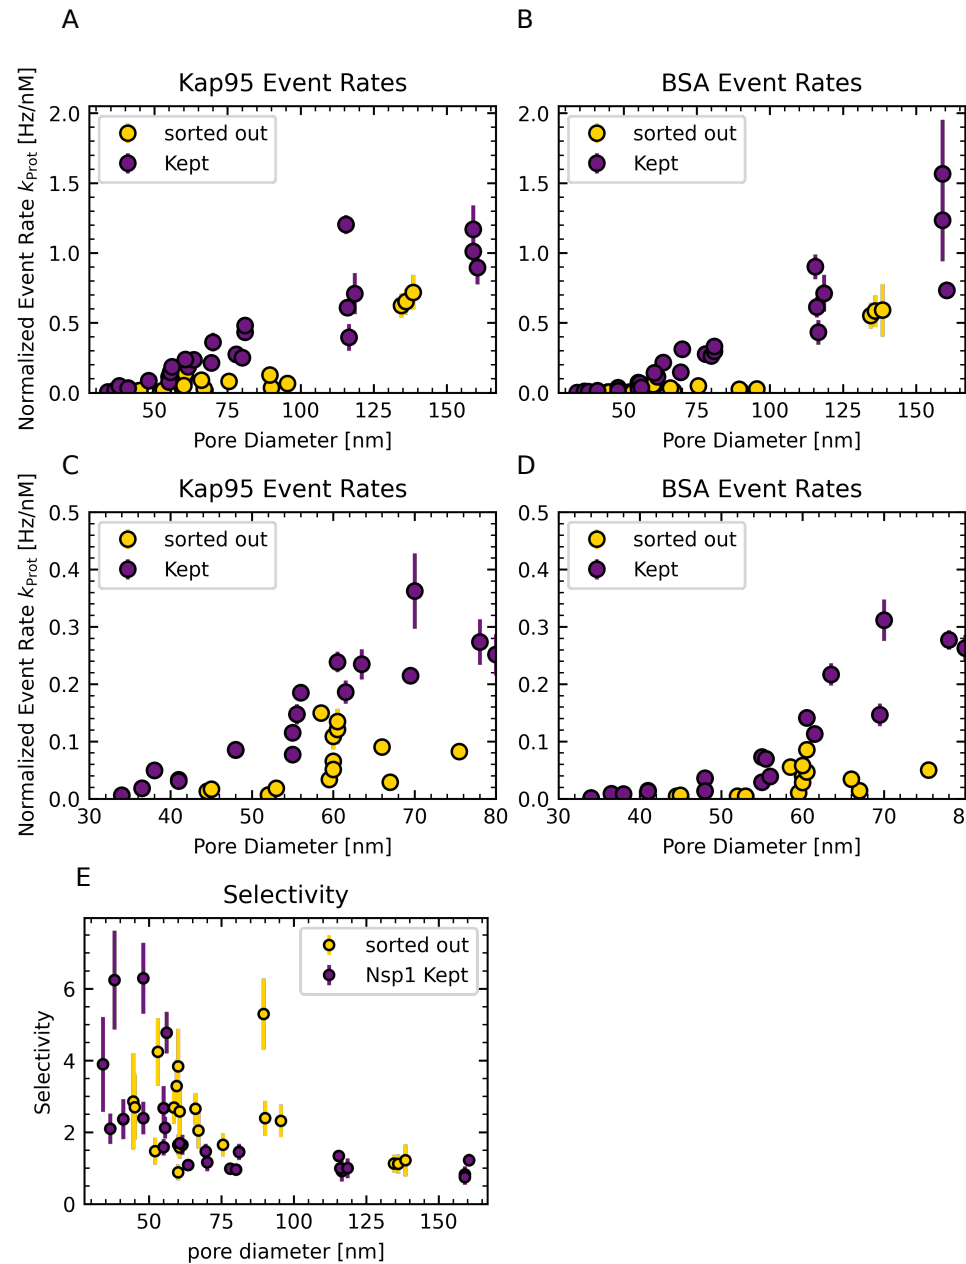 A
B
Kap95 Event Rates
BSA Event Rates
Normalized Event Rate kProt [Hz/nM]
2.0
1.5
1.0
0.5
0.0
sorted out
Kept
50
75
100
125
150
Pore Diameter [nm]
2.0
1.5
1.0
0.5
0.0
sorted out
Kept
50
75
100
125
150
Pore Diameter [nm]
C
D
Kap95 Event Rates
BSA Event Rates
Normalized Event Rate kProt [Hz/nM]
0.5
0.4
0.3
0.2
0.1
0.0
sorted out
Kept
30
40
50
60
70
80
Pore Diameter [nm]
0.5
0.4
0.3
0.2
0.1
0.0
sorted out
Kept
30
40
50
60
70
80
Pore Diameter [nm]
E
Selectivity
Selectivity
6
4
2
0
sorted out
Nsp1 Kept
50
75
100
125
150
pore diameter [nm]